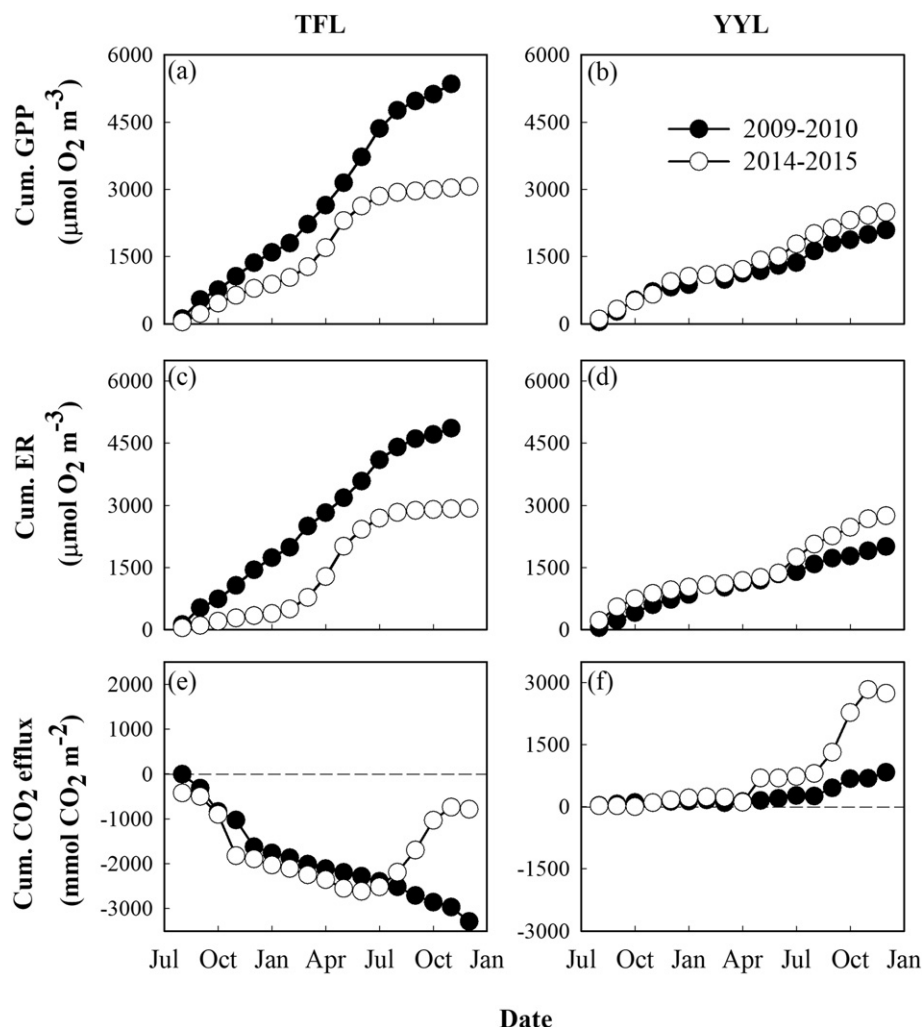 TFL
YYL
Cum. GPP
(μmol O2 m-3)
6000
4500
3000
1500
0
(a)
(b)
2009-2010
2014-2015
Cum. ER
(μmol O2 m-3)
6000
4500
3000
1500
0
(c)
6000
4500
3000
1500
0
(d)
Cum. CO2 efflux
(mmol CO2 m-2)
2000
1000
0
-1000
-2000
-3000
(e)
3000
1500
0
-1500
-3000
(f)
Jul Oct Jan Apr Jul Oct Jan
Jul Oct Jan Apr Jul Oct Jan
6000
4500
3000
1500
0
Date